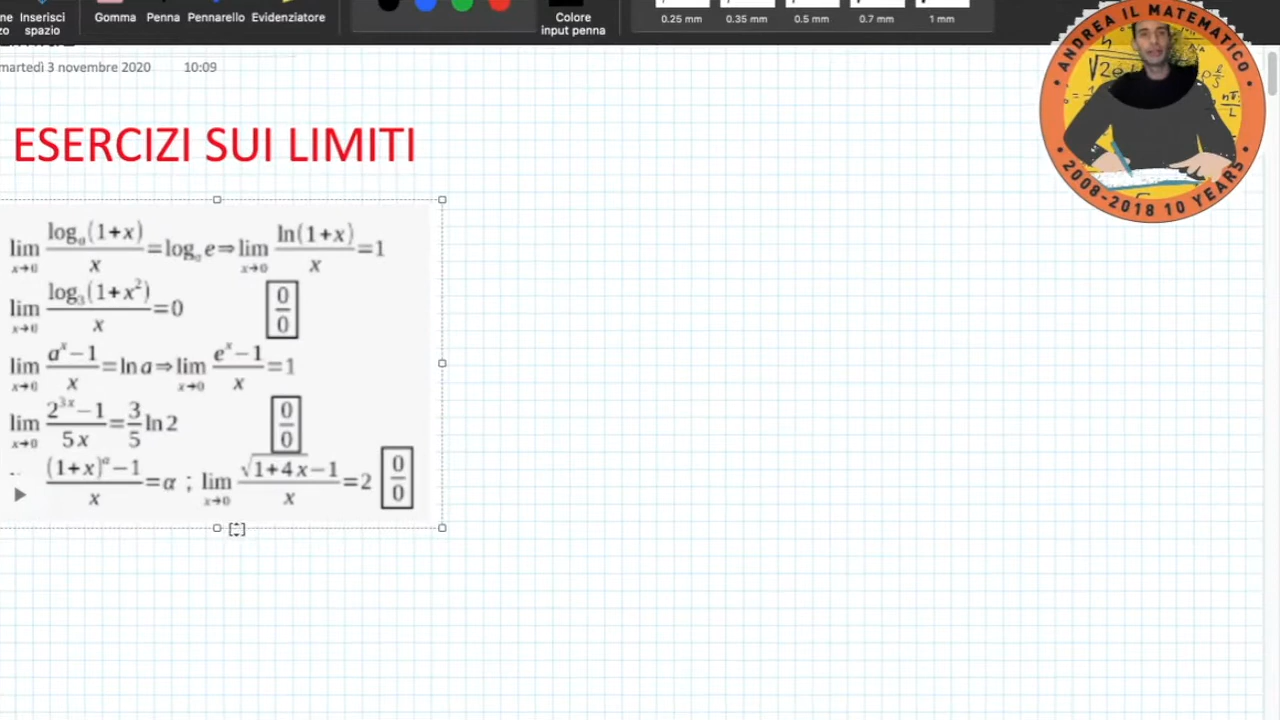 Inserisci
spazio
Gomma
Penna
Pennarello
Evidenziatore
Colore
input penna
0.25 mm
0.35 mm
0.5 mm
0.7 mm
1 mm
martedì 3 novembre 2020 10:09
ANDREA IL MATEMATICO
2008-2018 10 YEARS
ESERCIZI SUI LIMITI
lim x→0 log_a(1+x)/x = log_a e ⇒ lim x→0 ln(1+x)/x = 1
lim x→0 log_3(1+x²)/x = 0 0/0
lim x→0 (a^x−1)/x = ln a ⇒ lim x→0 (e^x−1)/x = 1
lim x→0 (2^{3x}−1)/5x = 3/5 ln 2 0/0
((1+x)^α−1)/x = α ; lim x→0 (√(1+4x)−1)/x = 2 0/0